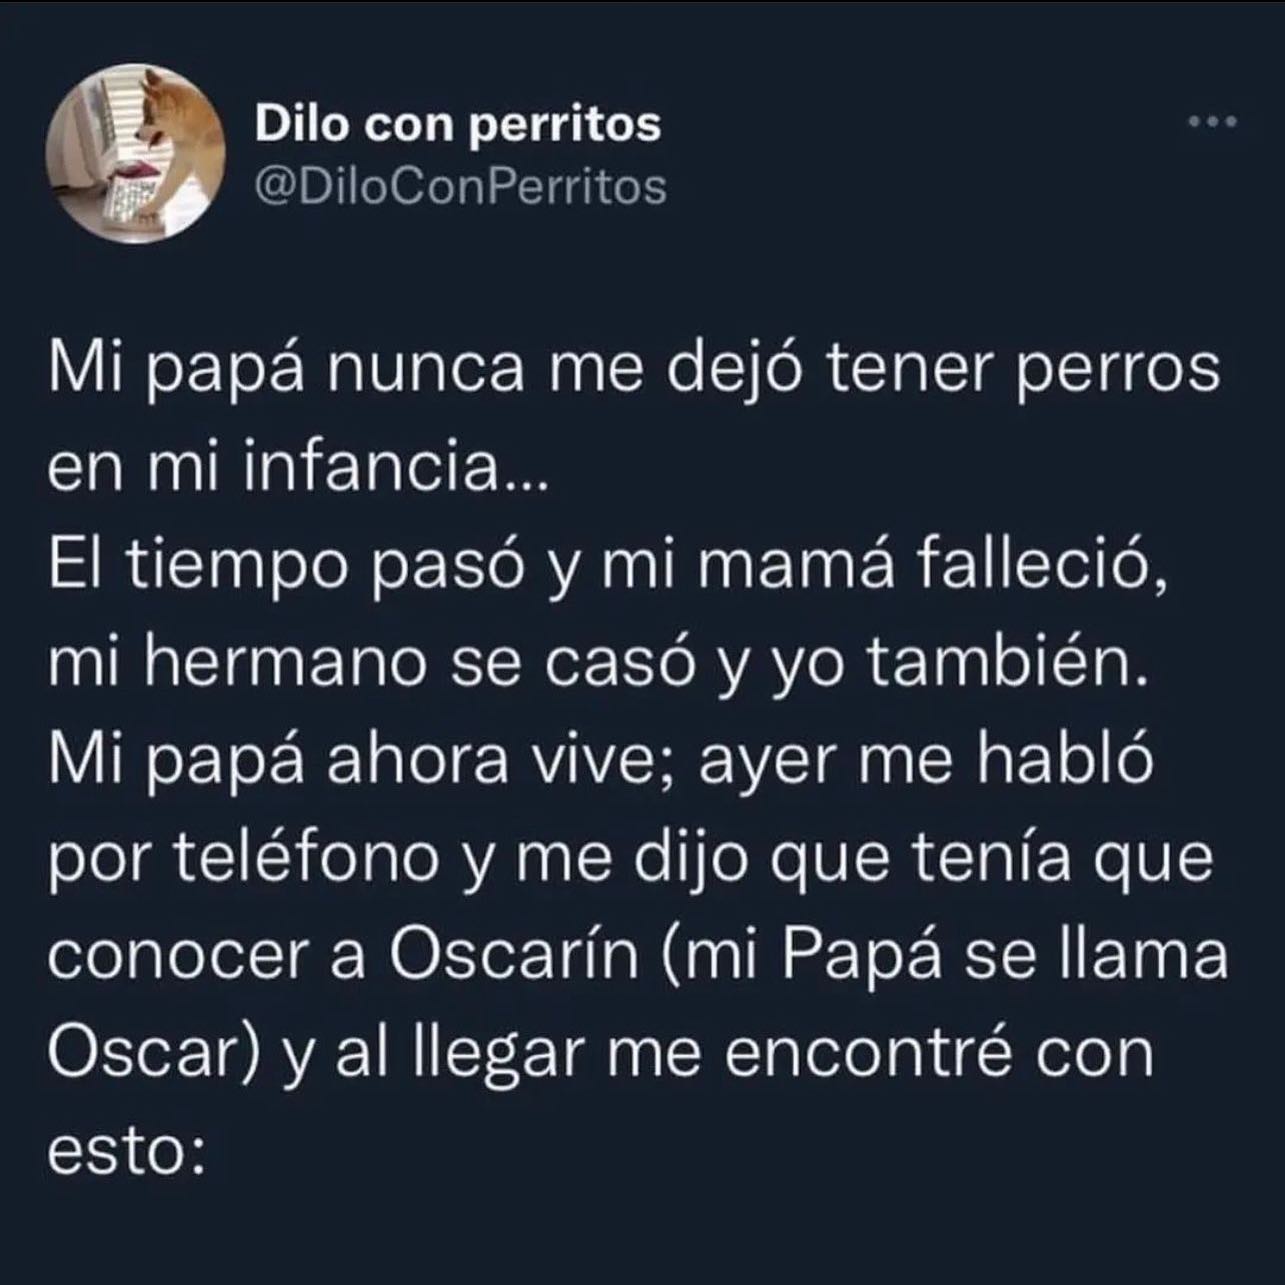 Dilo con perritos
@DiloConPerritos
Mi papá nunca me dejó tener perros
en mi infancia...
El tiempo pasó y mi mamá falleció,
mi hermano se casó y yo también.
Mi papá ahora vive; ayer me habló
por teléfono y me dijo que tenía que
conocer a Oscarín (mi Papá se llama
Oscar) y al llegar me encontré con
esto: